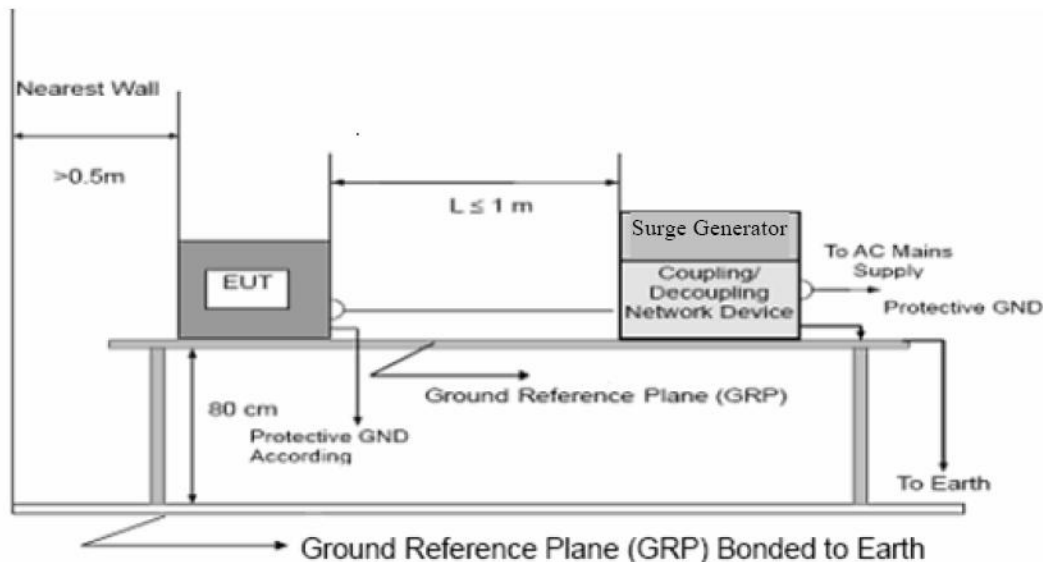 Nearest Wall
>0.5m
L ≤ 1 m
Surge Generator
EUT
Coupling/
Decoupling
Network Device
To AC Mains
Supply
Protective GND
80 cm
Ground Reference Plane (GRP)
Protective GND
According
To Earth
Ground Reference Plane (GRP) Bonded to Earth